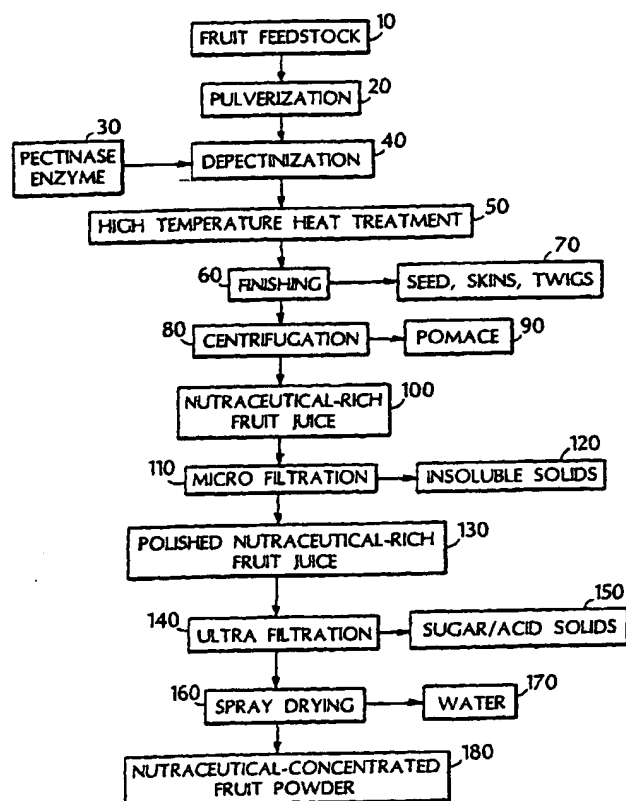 10
FRUIT FEEDSTOCK
20
PULVERIZATION
30
PECTINASE
ENZYME
40
DEPECTINIZATION
50
HIGH TEMPERATURE HEAT TREATMENT
60
FINISHING
70
SEED, SKINS, TWIGS
80
CENTRIFUGATION
90
POMACE
100
NUTRACEUTICAL-RICH
FRUIT JUICE
110
MICRO FILTRATION
120
INSOLUBLE SOLIDS
130
POLISHED NUTRACEUTICAL-RICH
FRUIT JUICE
140
ULTRA FILTRATION
150
SUGAR/ACID SOLIDS
160
SPRAY DRYING
170
WATER
180
NUTRACEUTICAL-CONCENTRATED
FRUIT POWDER